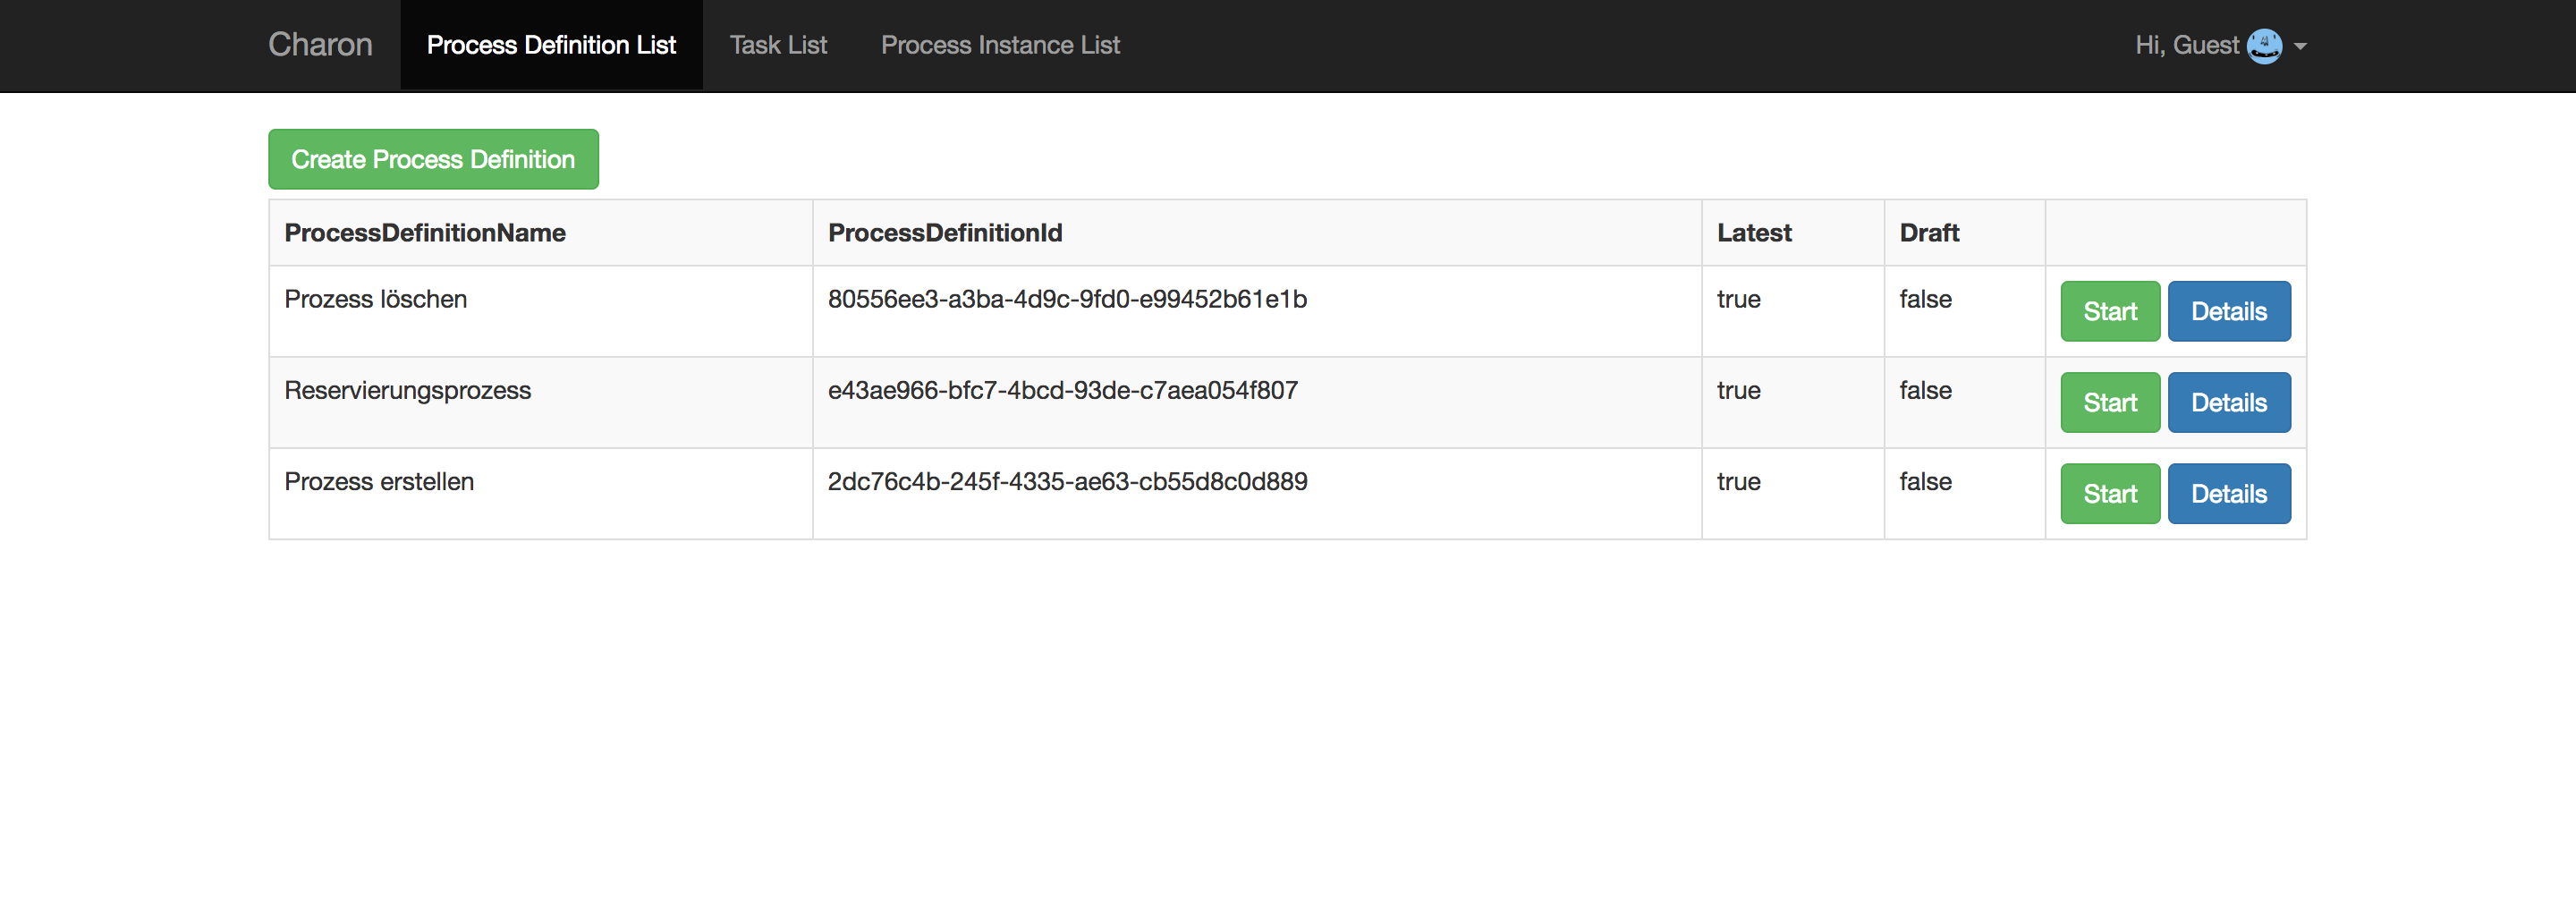 Charon Process Definition List Task List Process Instance List Hi, Guest
Create Process Definition
ProcessDefinitionName ProcessDefinitionId Latest Draft
Prozess löschen 80556ee3-a3ba-4d9c-9fd0-e99452b61e1b true false Start Details
Reservierungsprozess e43ae966-bfc7-4bcd-93de-c7aea054f807 true false Start Details
Prozess erstellen 2dc76c4b-245f-4335-ae63-cb55d8c0d889 true false Start Details